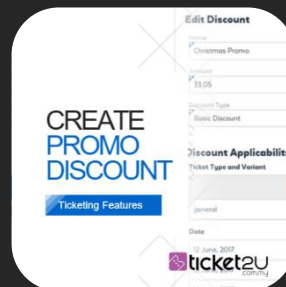 Edit Discount
Name
Christmas Promo
Amount
33.05
Discount Type
Basic Discount
CREATE
PROMO
DISCOUNT
Ticketing Features
Discount Applicability
Ticket Type and Variant
general
Date
12 June, 2017
ticket2u
.com.my